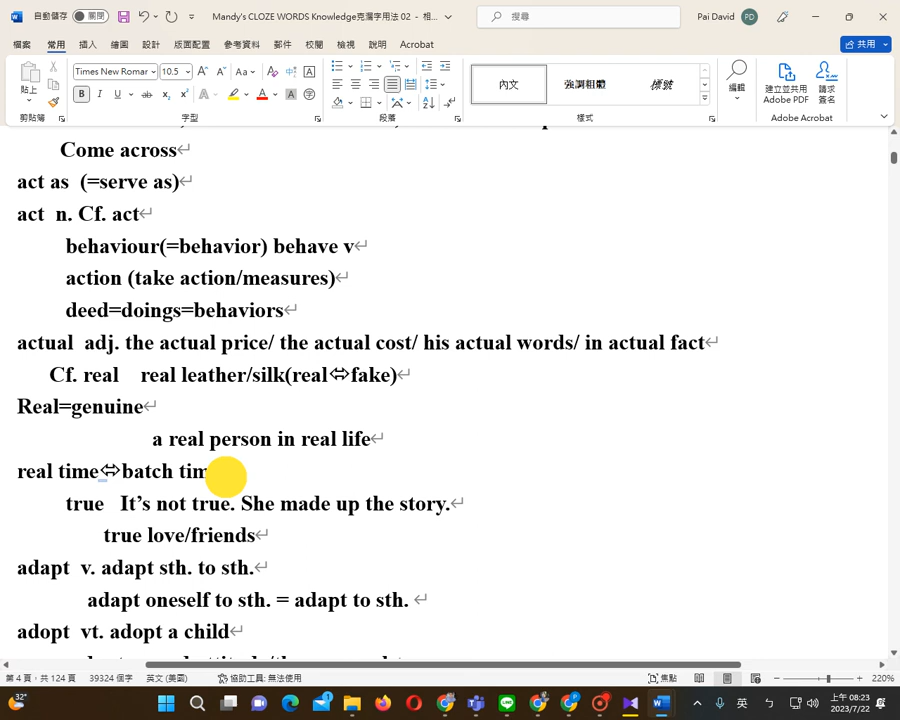 自動儲存 關閉 Mandy's CLOZE WORDS Knowledge克漏字用法 02 - 相... 搜尋 Pai David PD
檔案 常用 插入 繪圖 設計 版面配置 參考資料 郵件 校閱 檢視 說明 Acrobat 共用
貼上 Times New Roman 10.5 內文 強調粗體 標號 編輯 建立並共用 Adobe PDF 請求簽名
剪貼簿 字型 段落 樣式 Adobe Acrobat
Come across
act as (=serve as)
act n. Cf. act
behaviour(=behavior) behave v
action (take action/measures)
deed=doings=behaviors
actual adj. the actual price/ the actual cost/ his actual words/ in actual fact
Cf. real real leather/silk(real⇔fake)
Real=genuine
a real person in real life
real time⇔batch tim
true It's not true. She made up the story.
true love/friends
adapt v. adapt sth. to sth.
adapt oneself to sth. = adapt to sth.
adopt vt. adopt a child
第 4 頁，共 124 頁 39324 個字 英文 (美國) 協助工具: 無法使用 焦點 220%
32° 英 上午 08:23
2023/7/22